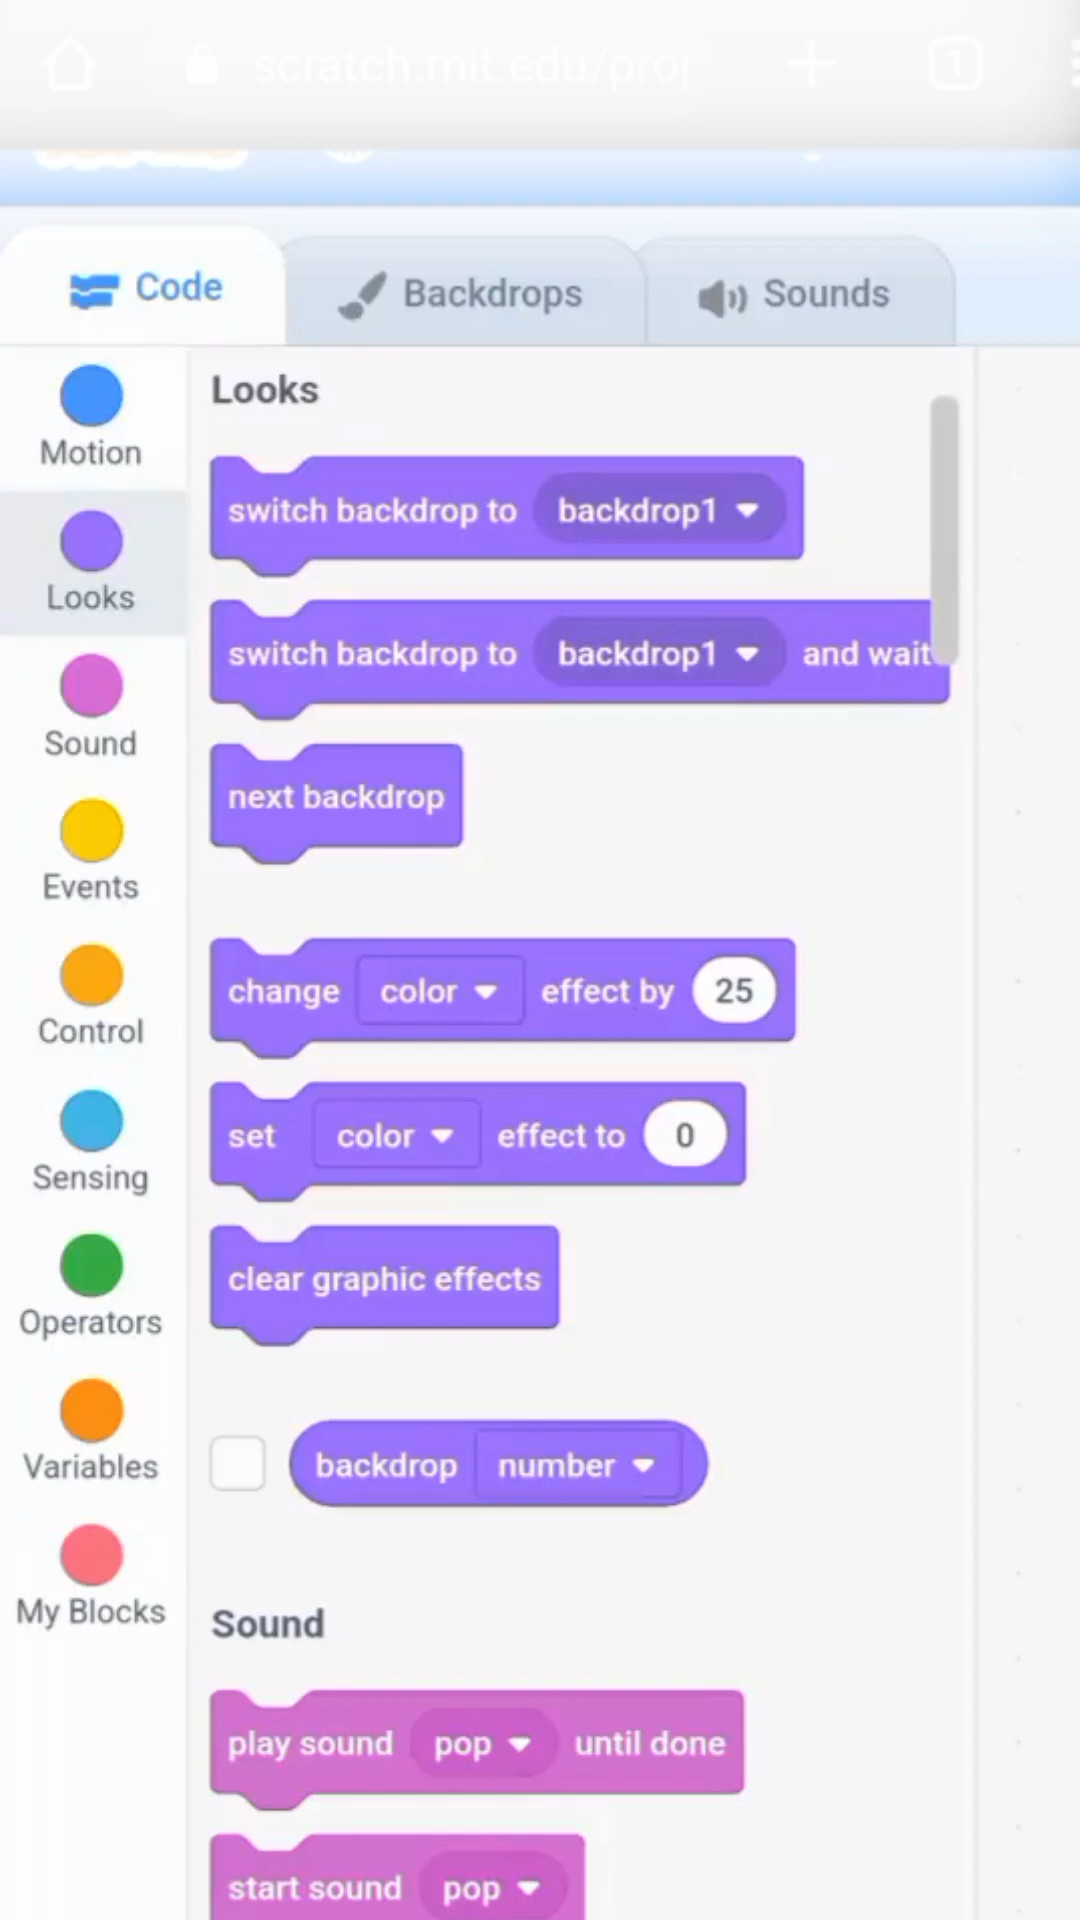 scratch.mit.edu/proj
1
Code
Backdrops
Sounds
Motion
Looks
Sound
Events
Control
Sensing
Operators
Variables
My Blocks
Looks
switch backdrop to backdrop1
switch backdrop to backdrop1 and wait
next backdrop
change color effect by 25
set color effect to 0
clear graphic effects
backdrop number
Sound
play sound pop until done
start sound pop